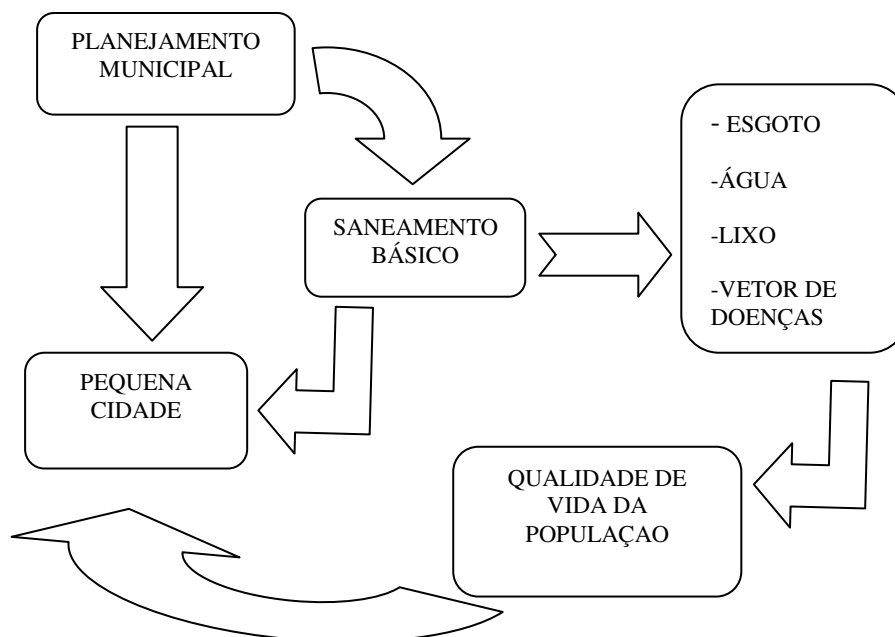 PLANEJAMENTO
MUNICIPAL
- ESGOTO
-ÁGUA
-LIXO
-VETOR DE
DOENÇAS
SANEAMENTO
BÁSICO
PEQUENA
CIDADE
QUALIDADE DE
VIDA DA
POPULAÇAO